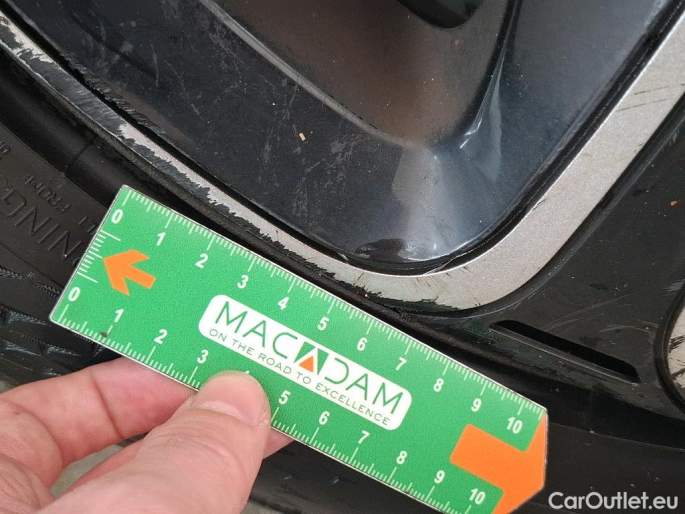 NING
0 1 2 3 4 5 6 7 8 9 10
MACADAM
ON THE ROAD TO EXCELLENCE
0 1 2 3 4 5 6 7 8 9 10
CarOutlet.eu